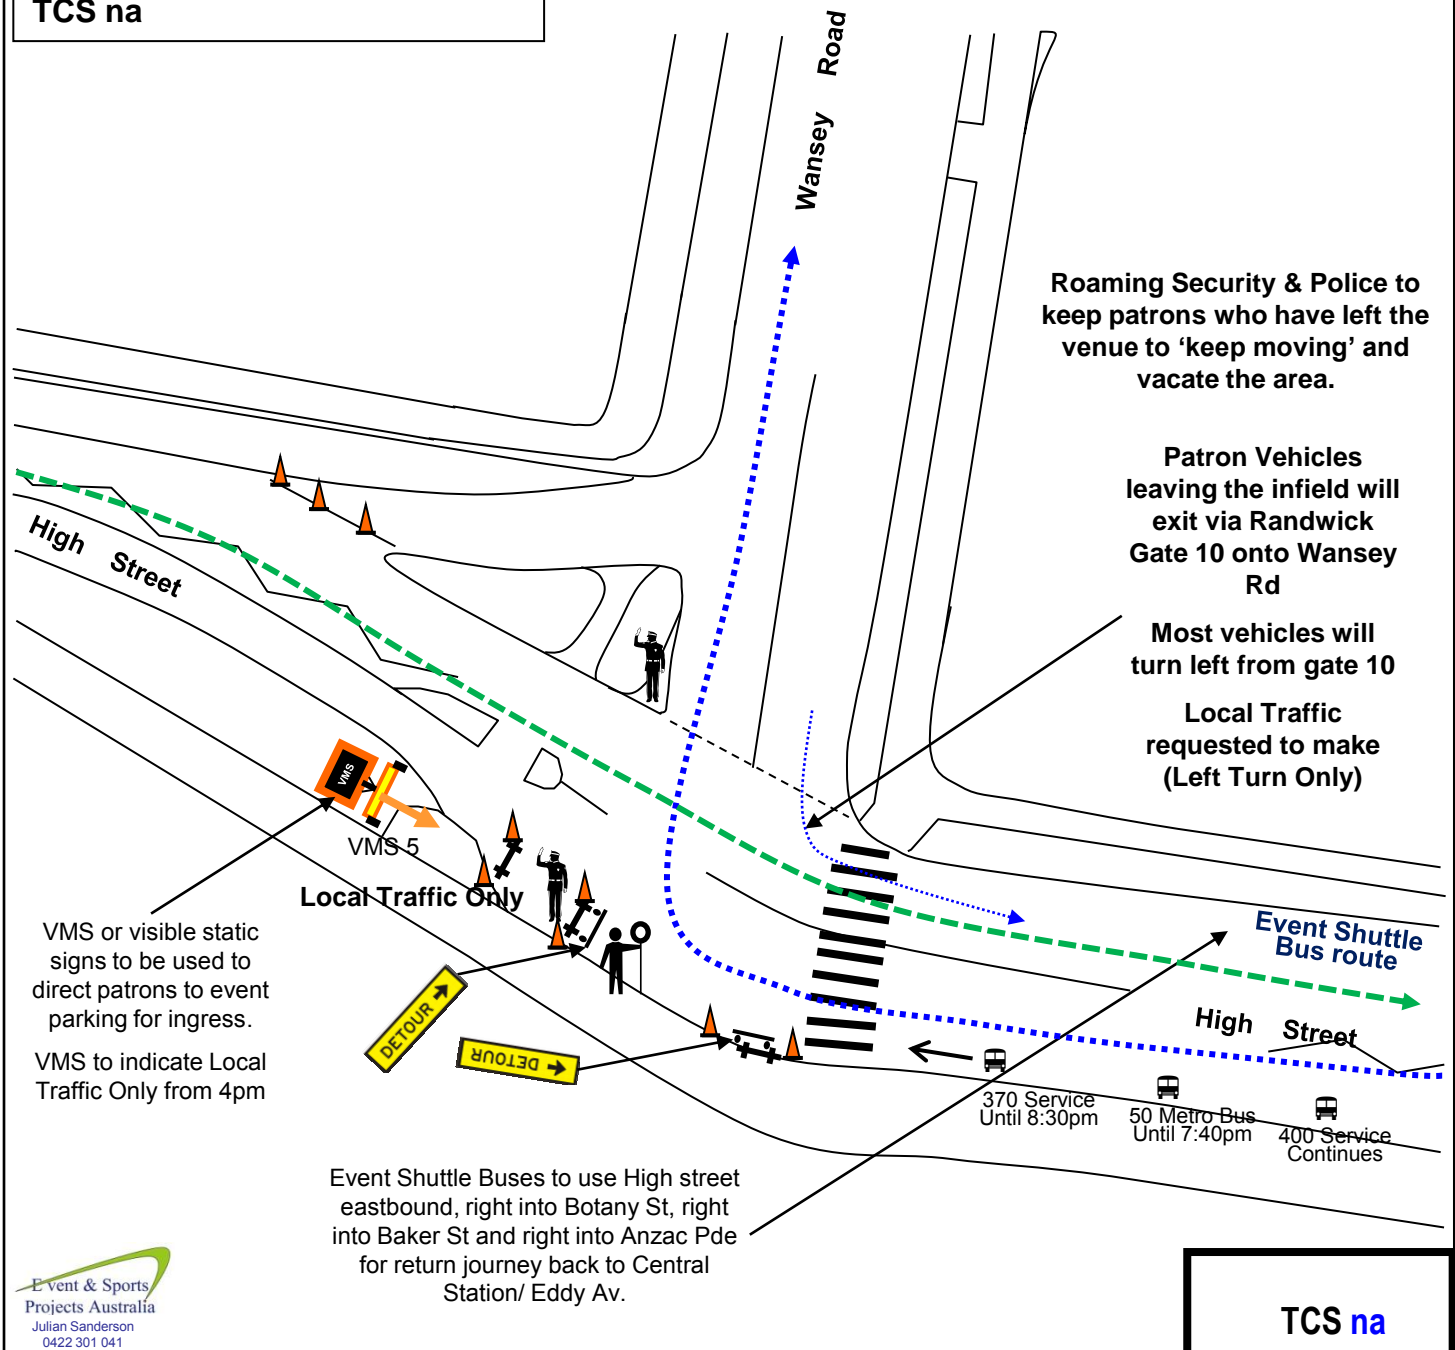 TCS na
Wansey Road
Roaming Security & Police to
keep patrons who have left the
venue to ‘keep moving’ and
vacate the area.
Patron Vehicles
leaving the infield will
exit via Randwick
Gate 10 onto Wansey
Rd
Most vehicles will
turn left from gate 10
Local Traffic
requested to make
(Left Turn Only)
High Street
VMS
VMS 5
Local Traffic Only
VMS or visible static
signs to be used to
direct patrons to event
parking for ingress.
VMS to indicate Local
Traffic Only from 4pm
DETOUR
DETOUR
Event Shuttle
Bus route
High Street
370 Service
Until 8:30pm
50 Metro Bus
Until 7:40pm
400 Service
Continues
Event Shuttle Buses to use High street
eastbound, right into Botany St, right
into Baker St and right into Anzac Pde
for return journey back to Central
Station/ Eddy Av.
Event & Sports
Projects Australia
Julian Sanderson
0422 301 041
TCS na